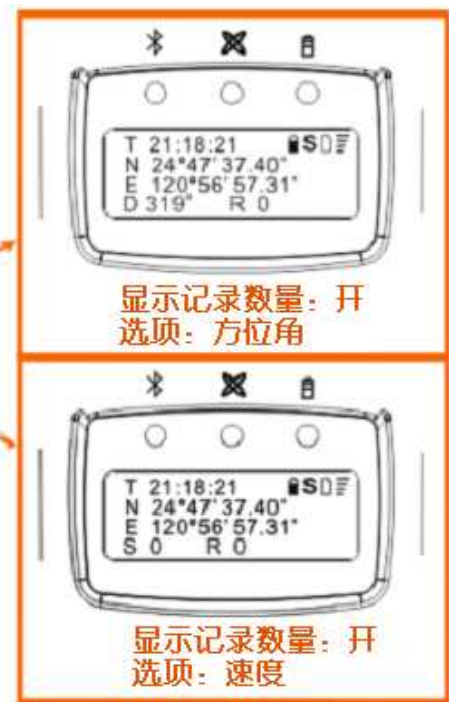 T 21:18:21 S
N 24°47'37.40"
E 120°56'57.31"
D 319° R 0
显示记录数量：开
选项：方位角
T 21:18:21 S
N 24°47'37.40"
E 120°56'57.31"
S 0 R 0
显示记录数量：开
选项：速度